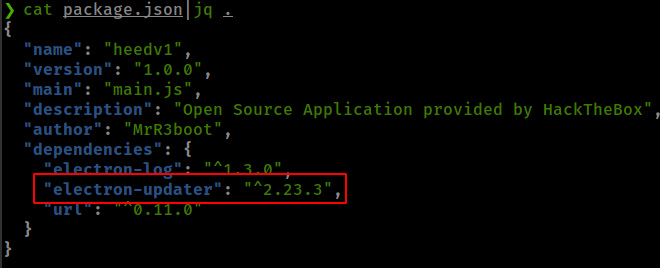 ❯ cat package.json|jq .
{
  "name": "heedv1",
  "version": "1.0.0",
  "main": "main.js",
  "description": "Open Source Application provided by HackTheBox",
  "author": "MrR3boot",
  "dependencies": {
    "electron-log": "^1.3.0",
    "electron-updater": "^2.23.3",
    "url": "^0.11.0"
  }
}